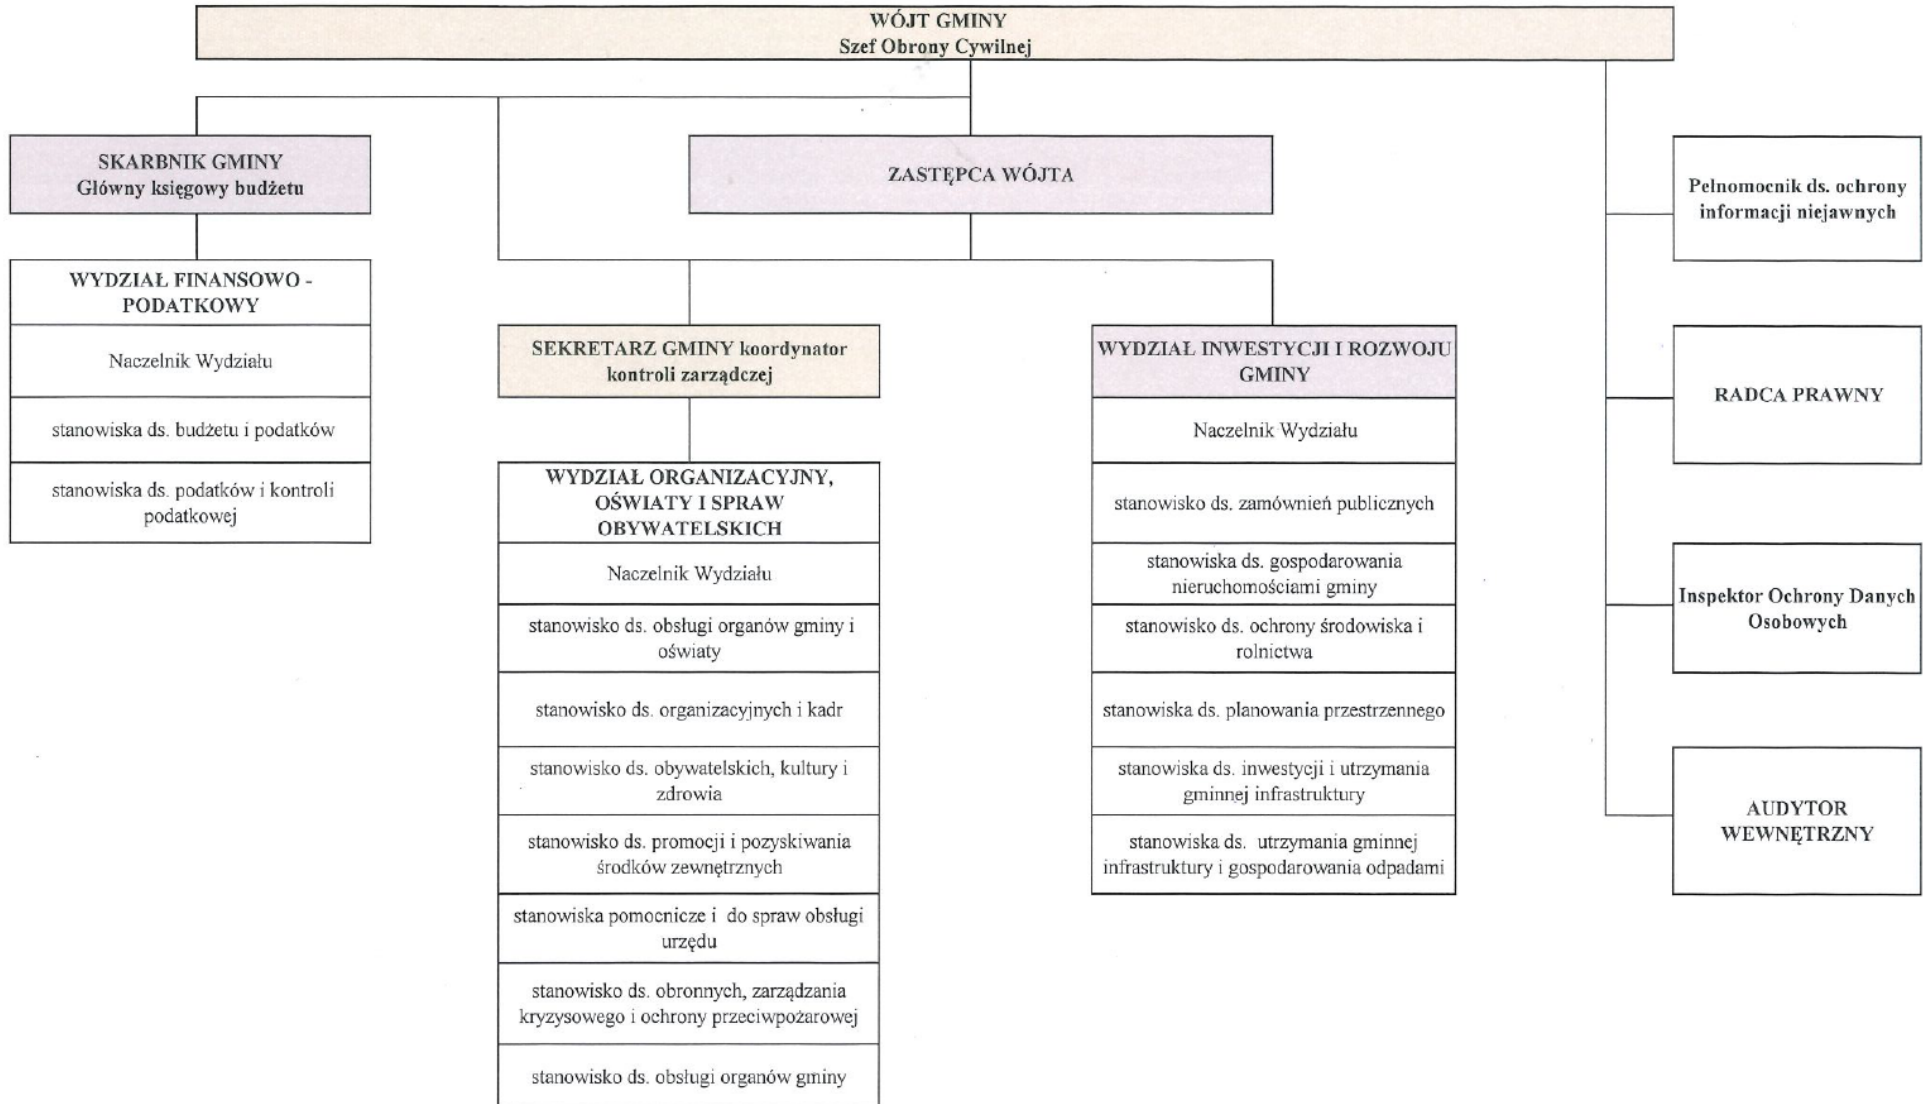 WÓJT GMINY
Szef Obrony Cywilnej
SKARBNIK GMINY
Główny księgowy budżetu
ZASTĘPCA WÓJTA
WYDZIAŁ FINANSOWO -
PODATKOWY
Naczelnik Wydziału
stanowiska ds. budżetu i podatków
stanowiska ds. podatków i kontroli
podatkowej
SEKRETARZ GMINY koordynator
kontroli zarządczej
WYDZIAŁ ORGANIZACYJNY,
OŚWIATY I SPRAW
OBYWATELSKICH
Naczelnik Wydziału
stanowisko ds. obsługi organów gminy i
oświaty
stanowisko ds. organizacyjnych i kadr
stanowisko ds. obywatelskich, kultury i
zdrowia
stanowisko ds. promocji i pozyskiwania
środków zewnętrznych
stanowiska pomocnicze i do spraw obsługi
urzędu
stanowisko ds. obronnych, zarządzania
kryzysowego i ochrony przeciwpożarowej
stanowisko ds. obsługi organów gminy
WYDZIAŁ INWESTYCJI I ROZWOJU
GMINY
Naczelnik Wydziału
stanowisko ds. zamównień publicznych
stanowiska ds. gospodarowania
nieruchomościami gminy
stanowisko ds. ochrony środowiska i
rolnictwa
stanowiska ds. planowania przestrzennego
stanowiska ds. inwestycji i utrzymania
gminnej infrastruktury
stanowiska ds. utrzymania gminnej
infrastruktury i gospodarowania odpadami
Pełnomocnik ds. ochrony
informacji niejawnych
RADCA PRAWNY
Inspektor Ochrony Danych
Osobowych
AUDYTOR
WEWNĘTRZNY